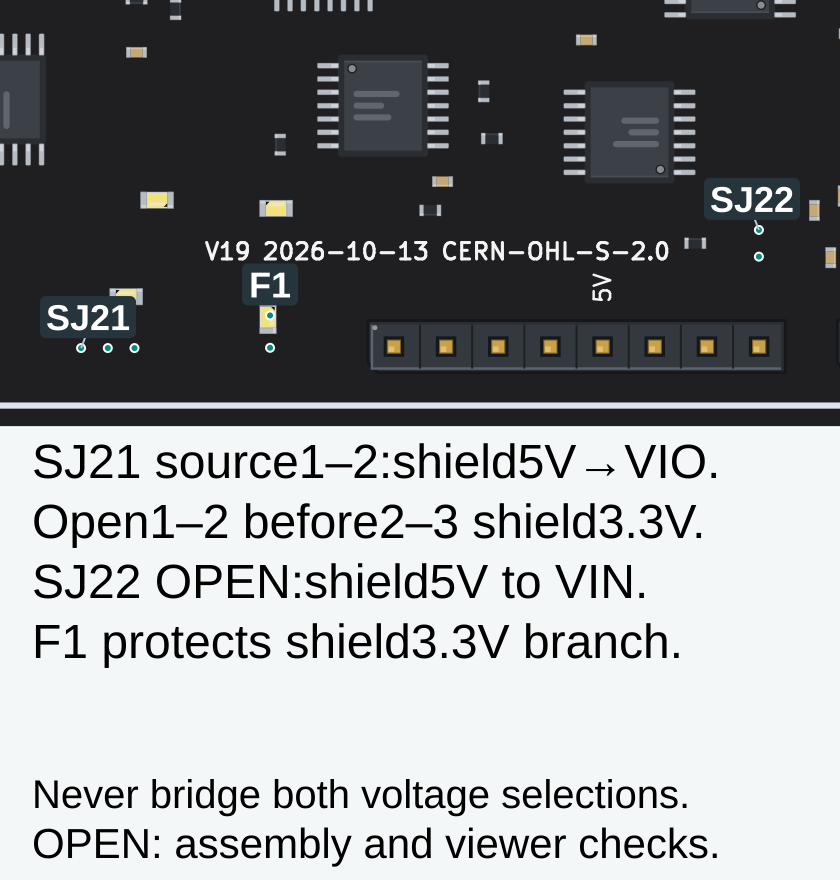 SJ22
V19 2026-10-13 CERN-OHL-S-2.0
F1
5V
SJ21
SJ21 source1–2:shield5V→VIO.
Open1–2 before2–3 shield3.3V.
SJ22 OPEN:shield5V to VIN.
F1 protects shield3.3V branch.
Never bridge both voltage selections.
OPEN: assembly and viewer checks.